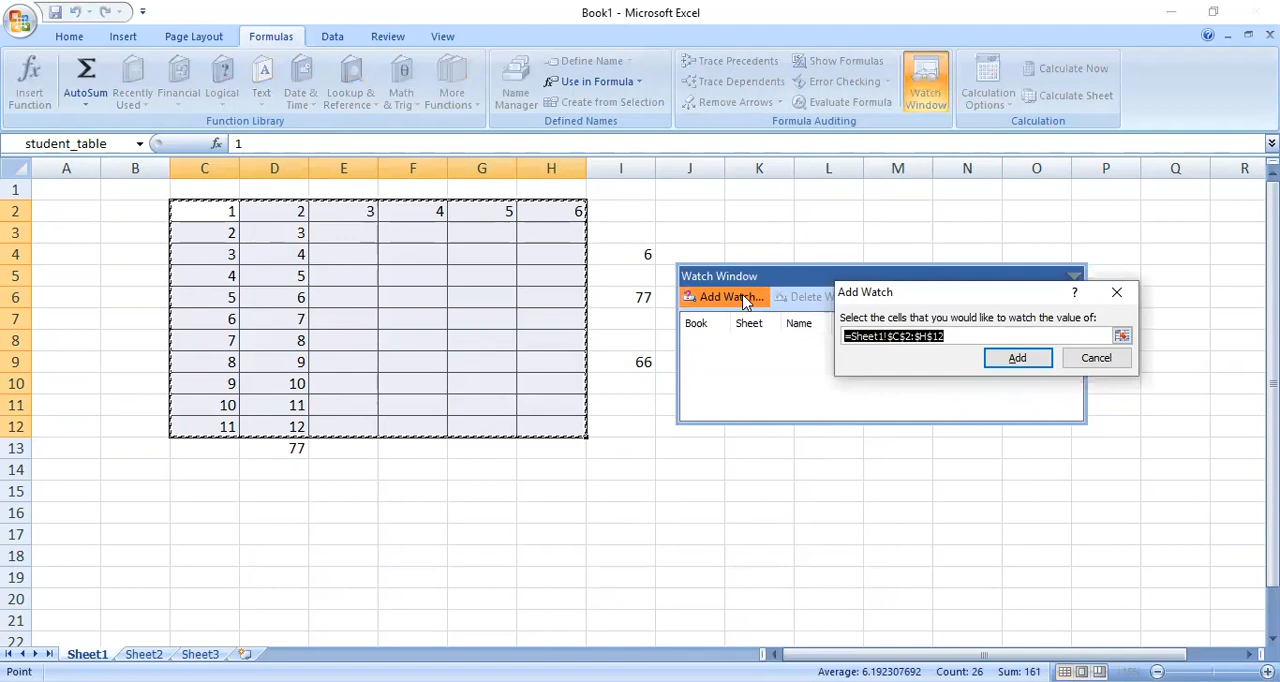 Book1 - Microsoft Excel
Home Insert Page Layout Formulas Data Review View
Insert Function
AutoSum
Recently Used
Financial
Logical
Text
Date & Time
Lookup & Reference
Math & Trig
More Functions
Function Library
Name Manager
Define Name
Use in Formula
Create from Selection
Defined Names
Trace Precedents
Trace Dependents
Remove Arrows
Show Formulas
Error Checking
Evaluate Formula
Formula Auditing
Watch Window
Calculation Options
Calculate Now
Calculate Sheet
Calculation
student_table fx 1
A B C D E F G H I J K L M N O P Q R
1
2 1 2 3 4 5 6
3 2 3
4 3 4 6
5 4 5
6 5 6 77
7 6 7
8 7 8
9 8 9 66
10 9 10
11 10 11
12 11 12
13 77
14
15
16
17
18
19
20
21
22
Watch Window
Add Watch... Delete W
Book Sheet Name
Add Watch ?
Select the cells that you would like to watch the value of:
=Sheet1!$C$2:$H$12
Add Cancel
Sheet1 Sheet2 Sheet3
Point Average: 6.192307692 Count: 26 Sum: 161